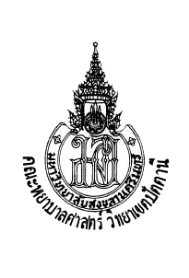 มหาวิทยาลัยสงขลานครินทร์
คณะพยาบาลศาสตร์ วิทยาเขตปัตตานี